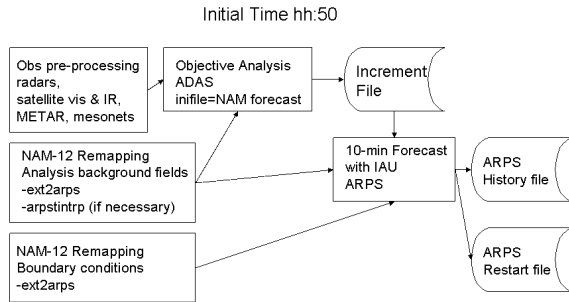 Initial Time hh:50
Obs pre-processing
radars,
satellite vis & IR,
METAR, mesonets
Objective Analysis
ADAS
inifile=NAM forecast
Increment
File
NAM-12 Remapping
Analysis background fields
-ext2arps
-arpstintrp (if necessary)
10-min Forecast
with IAU
ARPS
ARPS
History file
NAM-12 Remapping
Boundary conditions
-ext2arps
ARPS
Restart file